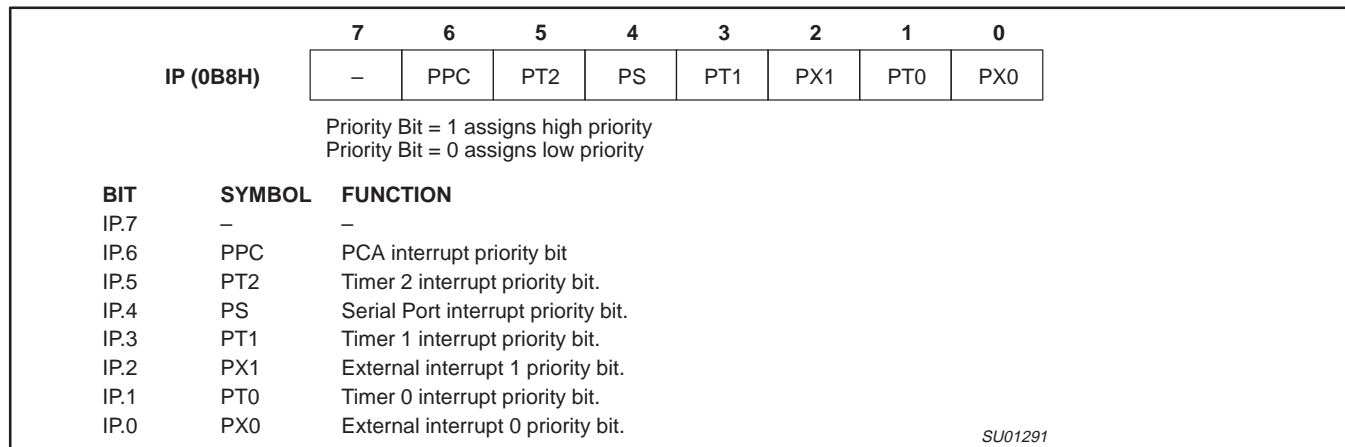 7 6 5 4 3 2 1 0
IP (0B8H) – PPC PT2 PS PT1 PX1 PT0 PX0
Priority Bit = 1 assigns high priority
Priority Bit = 0 assigns low priority
BIT SYMBOL FUNCTION
IP.7 – –
IP.6 PPC PCA interrupt priority bit
IP.5 PT2 Timer 2 interrupt priority bit.
IP.4 PS Serial Port interrupt priority bit.
IP.3 PT1 Timer 1 interrupt priority bit.
IP.2 PX1 External interrupt 1 priority bit.
IP.1 PT0 Timer 0 interrupt priority bit.
IP.0 PX0 External interrupt 0 priority bit.
SU01291